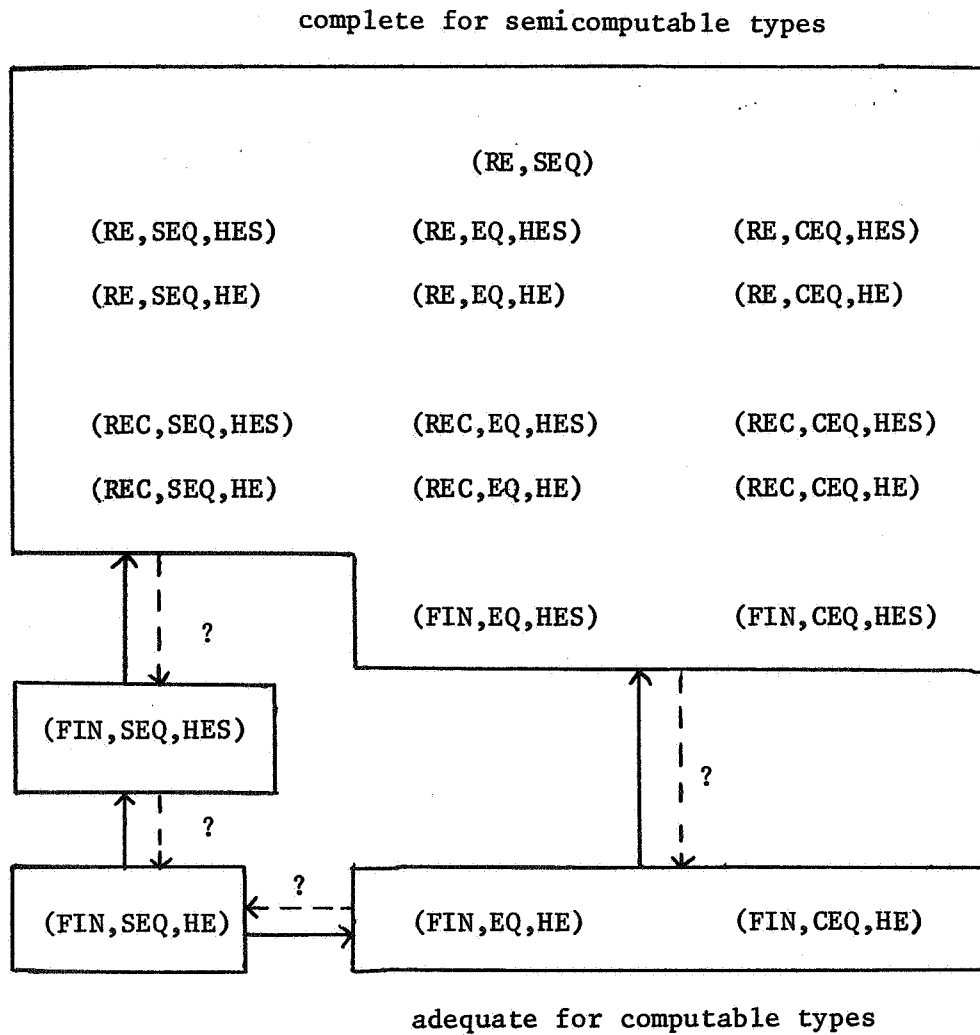 complete for semicomputable types
(RE,SEQ)
(RE,SEQ,HES) (RE,EQ,HES) (RE,CEQ,HES)
(RE,SEQ,HE) (RE,EQ,HE) (RE,CEQ,HE)
(REC,SEQ,HES) (REC,EQ,HES) (REC,CEQ,HES)
(REC,SEQ,HE) (REC,EQ,HE) (REC,CEQ,HE)
(FIN,EQ,HES) (FIN,CEQ,HES)
?
(FIN,SEQ,HES)
?
?
?
(FIN,SEQ,HE) (FIN,EQ,HE) (FIN,CEQ,HE)
adequate for computable types